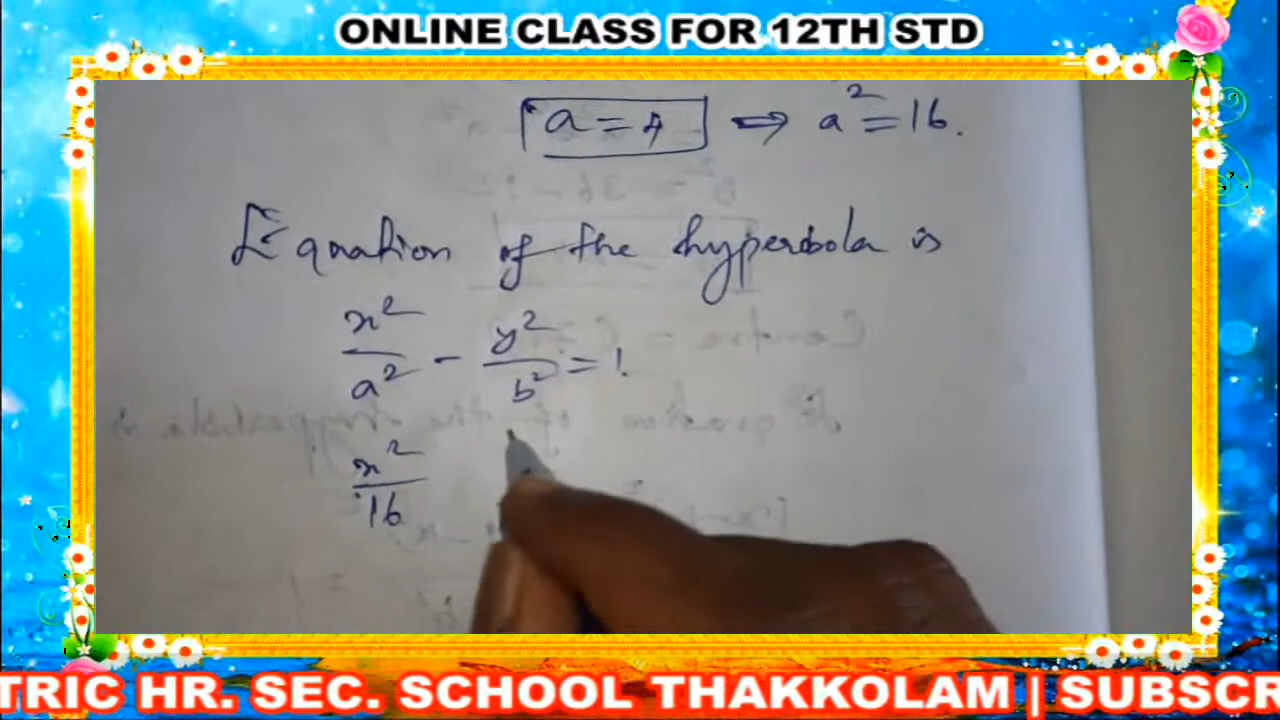 ONLINE CLASS FOR 12TH STD
a = 4 ⇒ a² = 16.
Equation of the hyperbola is
x²/a² - y²/b² = 1.
x²/16
TRIC HR. SEC. SCHOOL THAKKOLAM | SUBSCR